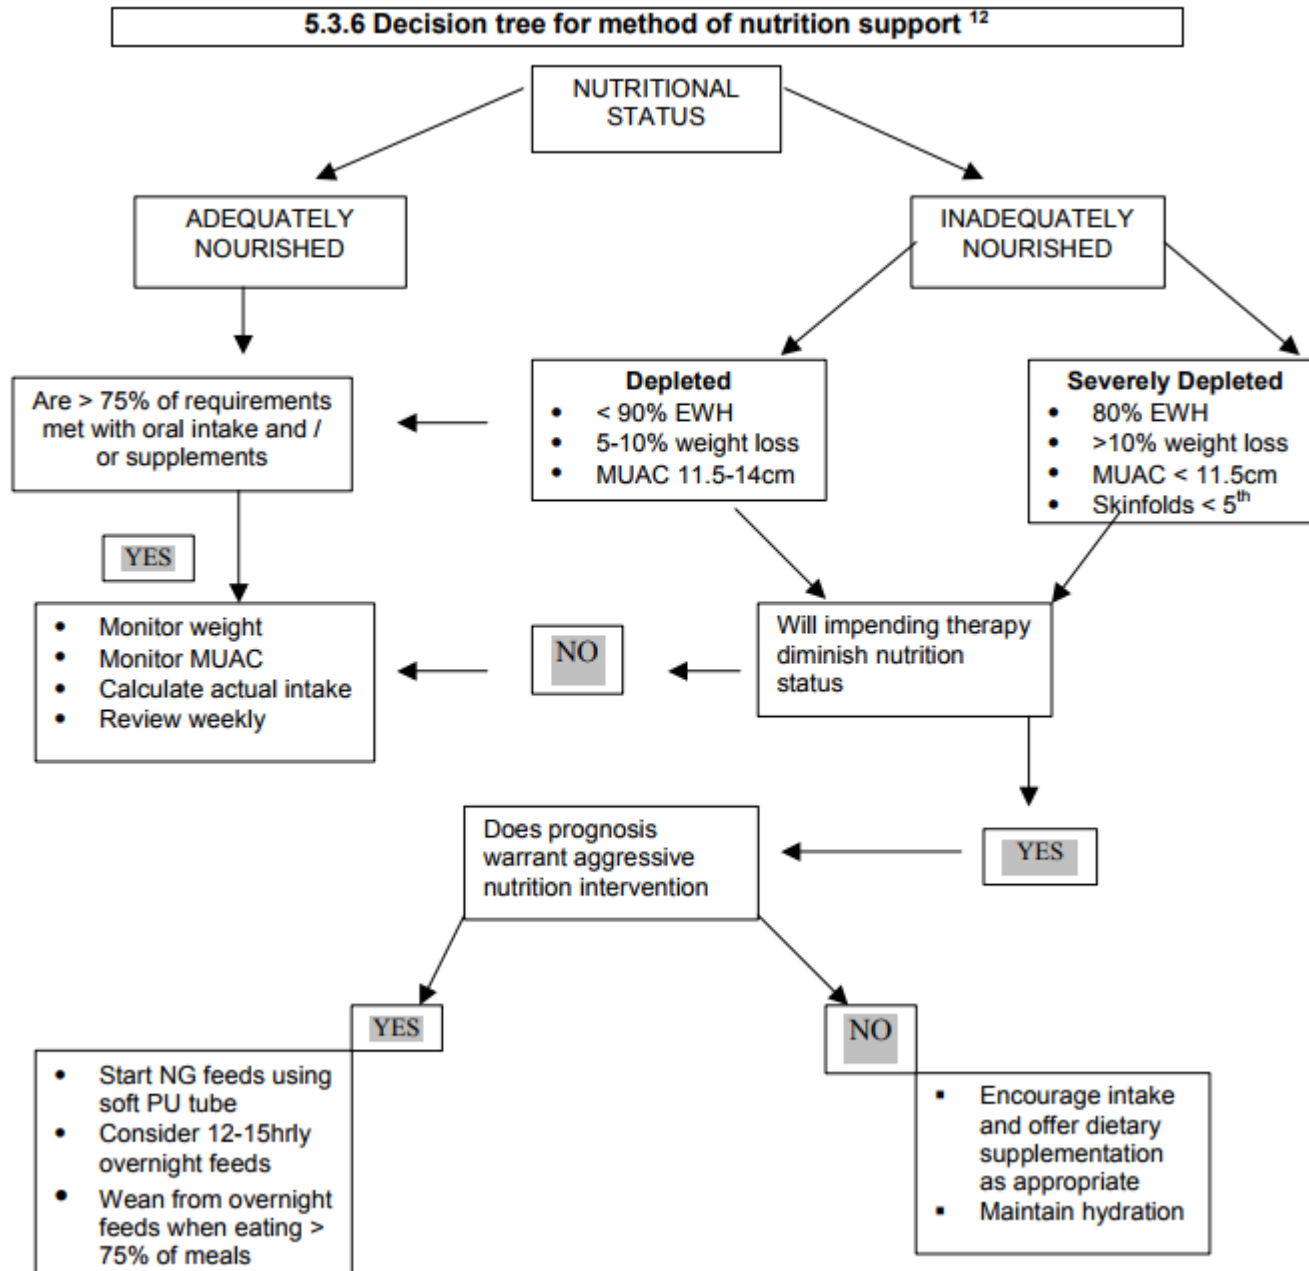 5.3.6 Decision tree for method of nutrition support 12
NUTRITIONAL
STATUS
ADEQUATELY
NOURISHED
INADEQUATELY
NOURISHED
Are > 75% of requirements
met with oral intake and /
or supplements
Depleted
• < 90% EWH
• 5-10% weight loss
• MUAC 11.5-14cm
Severely Depleted
• 80% EWH
• >10% weight loss
• MUAC < 11.5cm
• Skinfolds < 5th
YES
• Monitor weight
• Monitor MUAC
• Calculate actual intake
• Review weekly
NO
Will impending therapy
diminish nutrition
status
Does prognosis
warrant aggressive
nutrition intervention
YES
YES
• Start NG feeds using
soft PU tube
• Consider 12-15hrly
overnight feeds
• Wean from overnight
feeds when eating >
75% of meals
NO
▪ Encourage intake
and offer dietary
supplementation
as appropriate
▪ Maintain hydration